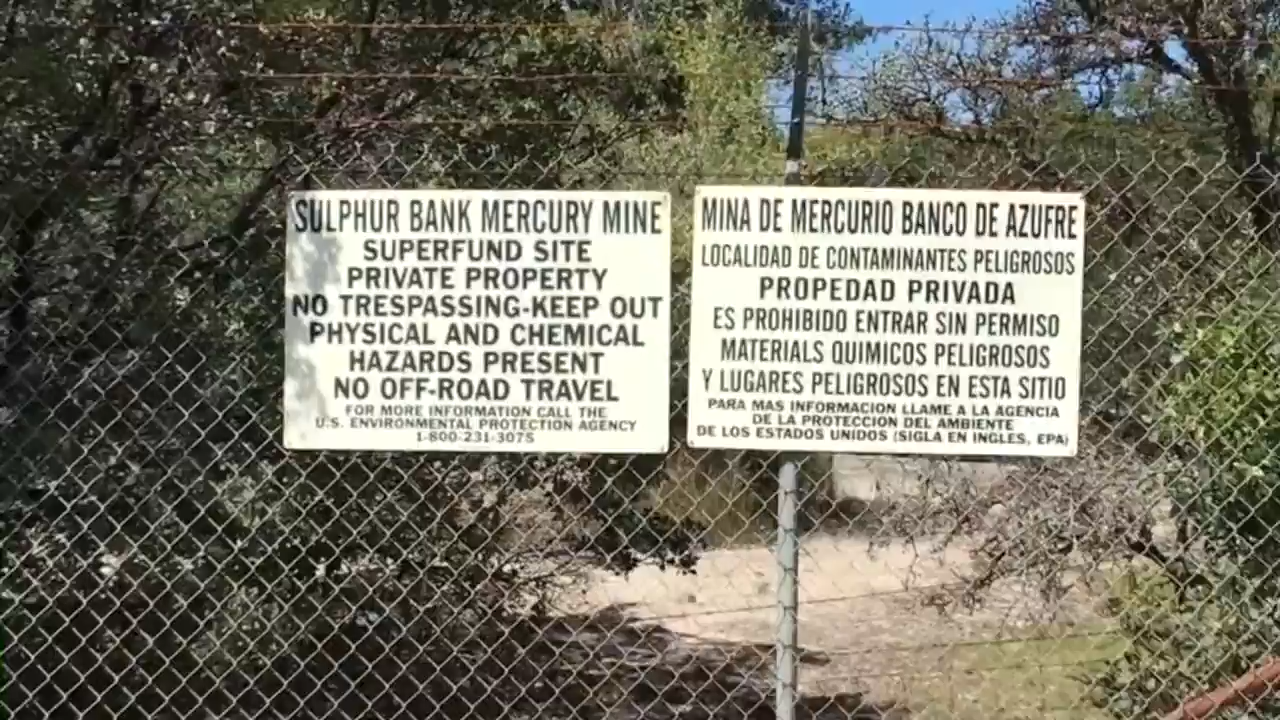 SULPHUR BANK MERCURY MINE
SUPERFUND SITE
PRIVATE PROPERTY
NO TRESPASSING-KEEP OUT
PHYSICAL AND CHEMICAL
HAZARDS PRESENT
NO OFF-ROAD TRAVEL
FOR MORE INFORMATION CALL THE
U.S. ENVIRONMENTAL PROTECTION AGENCY
1-800-231-3075
MINA DE MERCURIO BANCO DE AZUFRE
LOCALIDAD DE CONTAMINANTES PELIGROSOS
PROPEDAD PRIVADA
ES PROHIBIDO ENTRAR SIN PERMISO
MATERIALS QUIMICOS PELIGROSOS
Y LUGARES PELIGROSOS EN ESTA SITIO
PARA MAS INFORMACION LLAME A LA AGENCIA
DE LA PROTECCION DEL AMBIENTE
DE LOS ESTADOS UNIDOS (SIGLA EN INGLES, EPA)